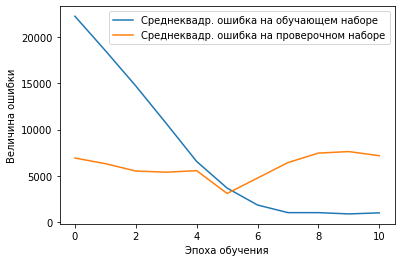 Среднеквадр. ошибка на обучающем наборе
Среднеквадр. ошибка на проверочном наборе
Величина ошибки
20000
15000
10000
5000
0
0 2 4 6 8 10
Эпоха обучения